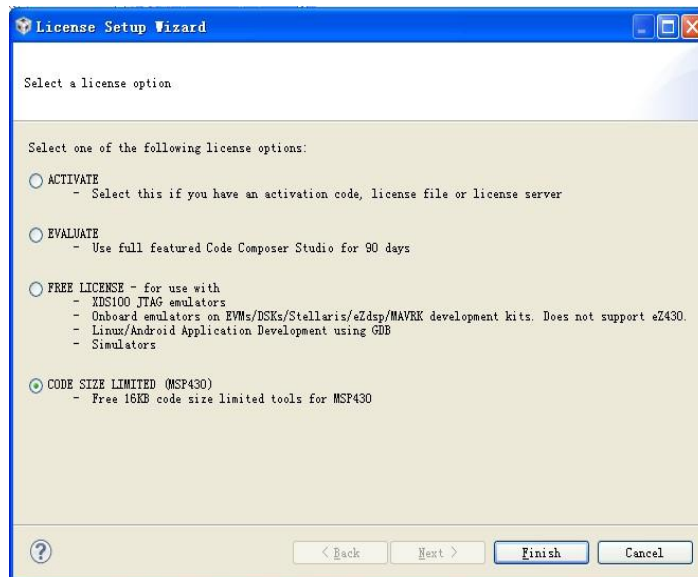 License Setup Wizard
Select a license option
Select one of the following license options:
ACTIVATE
- Select this if you have an activation code, license file or license server
EVALUATE
- Use full featured Code Composer Studio for 90 days
FREE LICENSE - for use with
- XDS100 JTAG emulators
- Onboard emulators on EVMs/DSKs/Stellaris/eZdsp/MAVRK development kits. Does not support eZ430.
- Linux/Android Application Development using GDB
- Simulators
CODE SIZE LIMITED (MSP430)
- Free 16KB code size limited tools for MSP430
? < Back Next > Finish Cancel